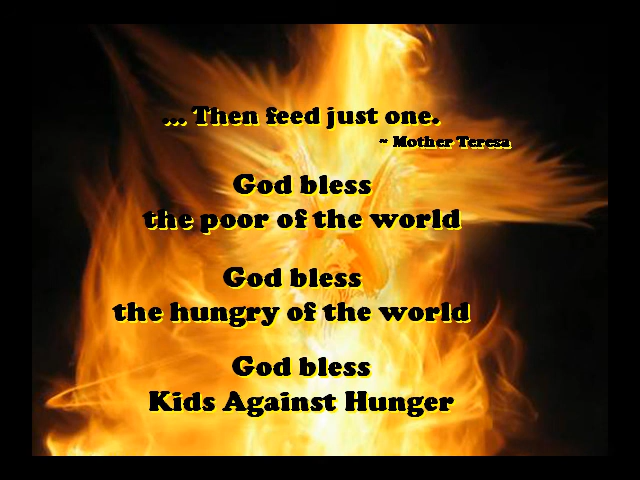 ... Then feed just one.
~ Mother Teresa
God bless
the poor of the world
God bless
the hungry of the world
God bless
Kids Against Hunger